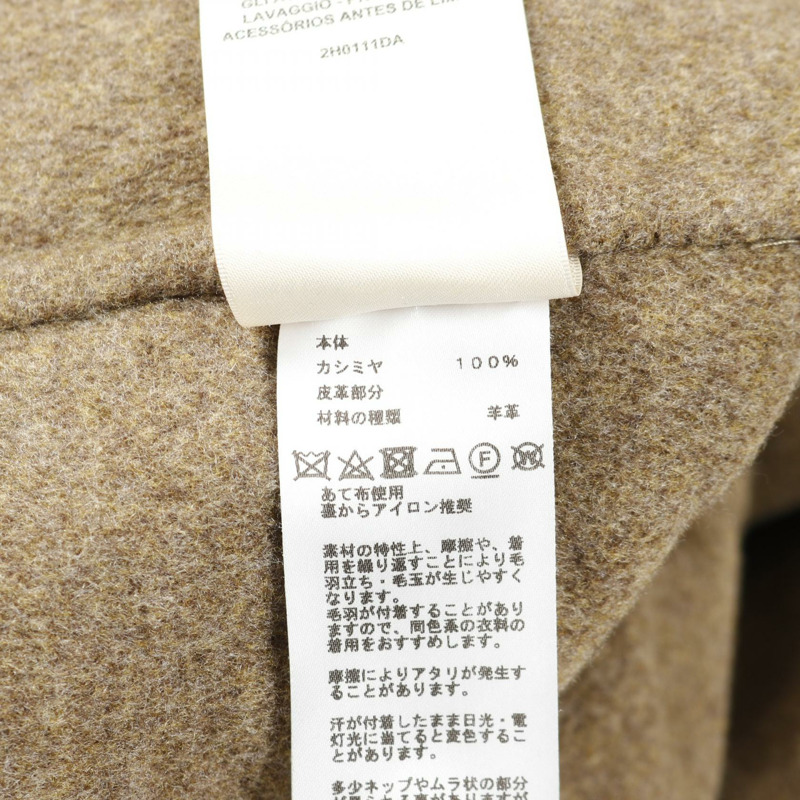 LAVAGGIO
ACESSÓRIOS ANTES DE
2H0111DA
本体
カシミヤ 100%
皮革部分
材料の種類 羊革
F W
あて布使用
裏からアイロン推奨
素材の特性上、摩擦や、着
用を繰り返すことにより毛
羽立ち・毛玉が生じやすく
なります。
毛羽が付着することがあり
ますので、同色系の衣料の
着用をおすすめします。
摩擦によりアタリが発生す
ることがあります。
汗が付着したまま日光・電
灯光に当てると変色するこ
とがあります。
多少ネップやムラ状の部分